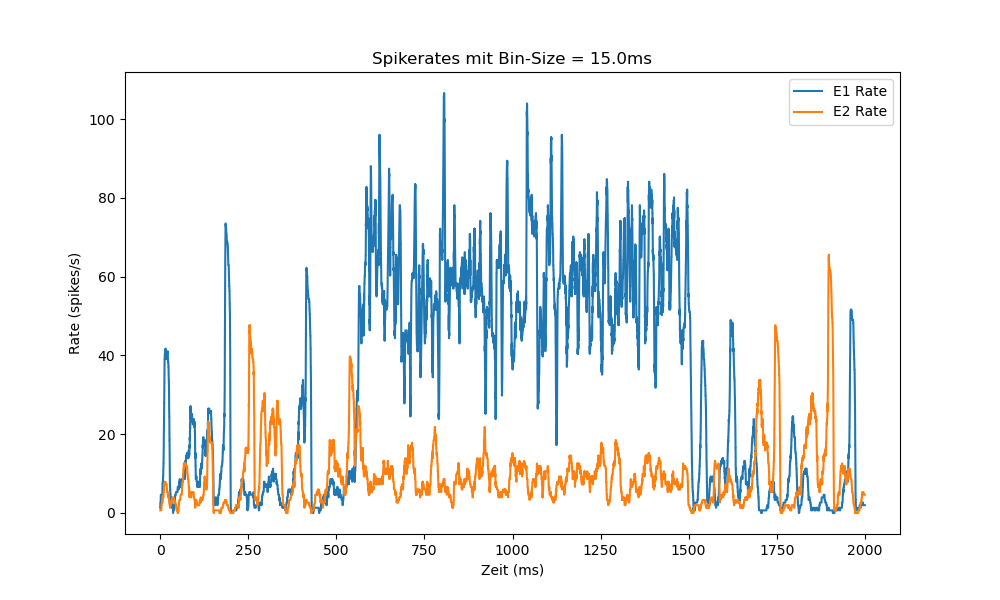 Spikerates mit Bin-Size = 15.0ms
E1 Rate
E2 Rate
Rate (spikes/s)
100
80
60
40
20
0
0 250 500 750 1000 1250 1500 1750 2000
Zeit (ms)